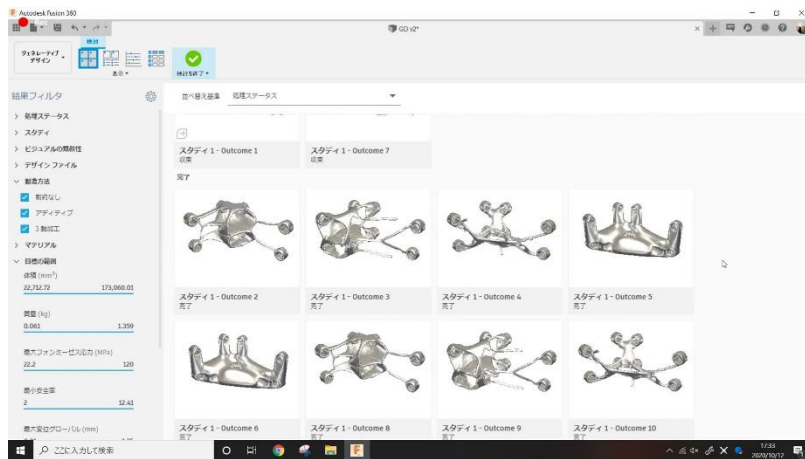 Autodesk Fusion 360
GD v2*
検討
ジェネレーティブ
デザイン
表示
検討を終了
結果フィルタ
並べ替え基準 処理ステータス
処理ステータス
スタディ
ビジュアルの類似性
デザイン ファイル
製造方法
制約なし
アディティブ
3 軸加工
マテリアル
目標の範囲
体積 (mm³)
22,712.72 173,060.01
質量 (kg)
0.061 1.359
最大フォンミーゼス応力 (MPa)
22.2 120
最小安全率
2 12.41
最大変位グローバル (mm)
スタディ 1 - Outcome 1
収束
スタディ 1 - Outcome 7
収束
完了
スタディ 1 - Outcome 2
完了
スタディ 1 - Outcome 3
完了
スタディ 1 - Outcome 4
完了
スタディ 1 - Outcome 5
完了
スタディ 1 - Outcome 6
完了
スタディ 1 - Outcome 8
完了
スタディ 1 - Outcome 9
完了
スタディ 1 - Outcome 10
完了
ここに入力して検索
17:33
2020/10/12